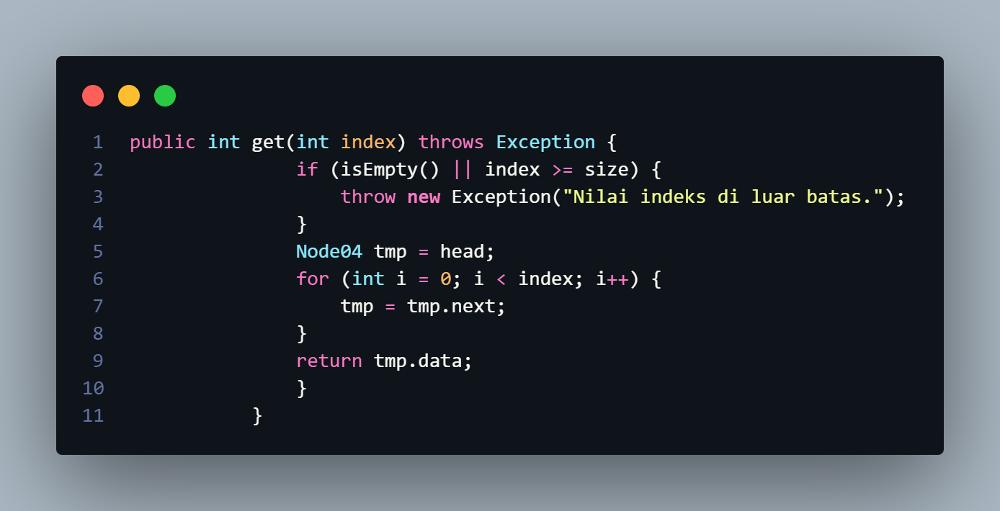 1 public int get(int index) throws Exception {
2 if (isEmpty() || index >= size) {
3 throw new Exception("Nilai indeks di luar batas.");
4 }
5 Node04 tmp = head;
6 for (int i = 0; i < index; i++) {
7 tmp = tmp.next;
8 }
9 return tmp.data;
10 }
11 }